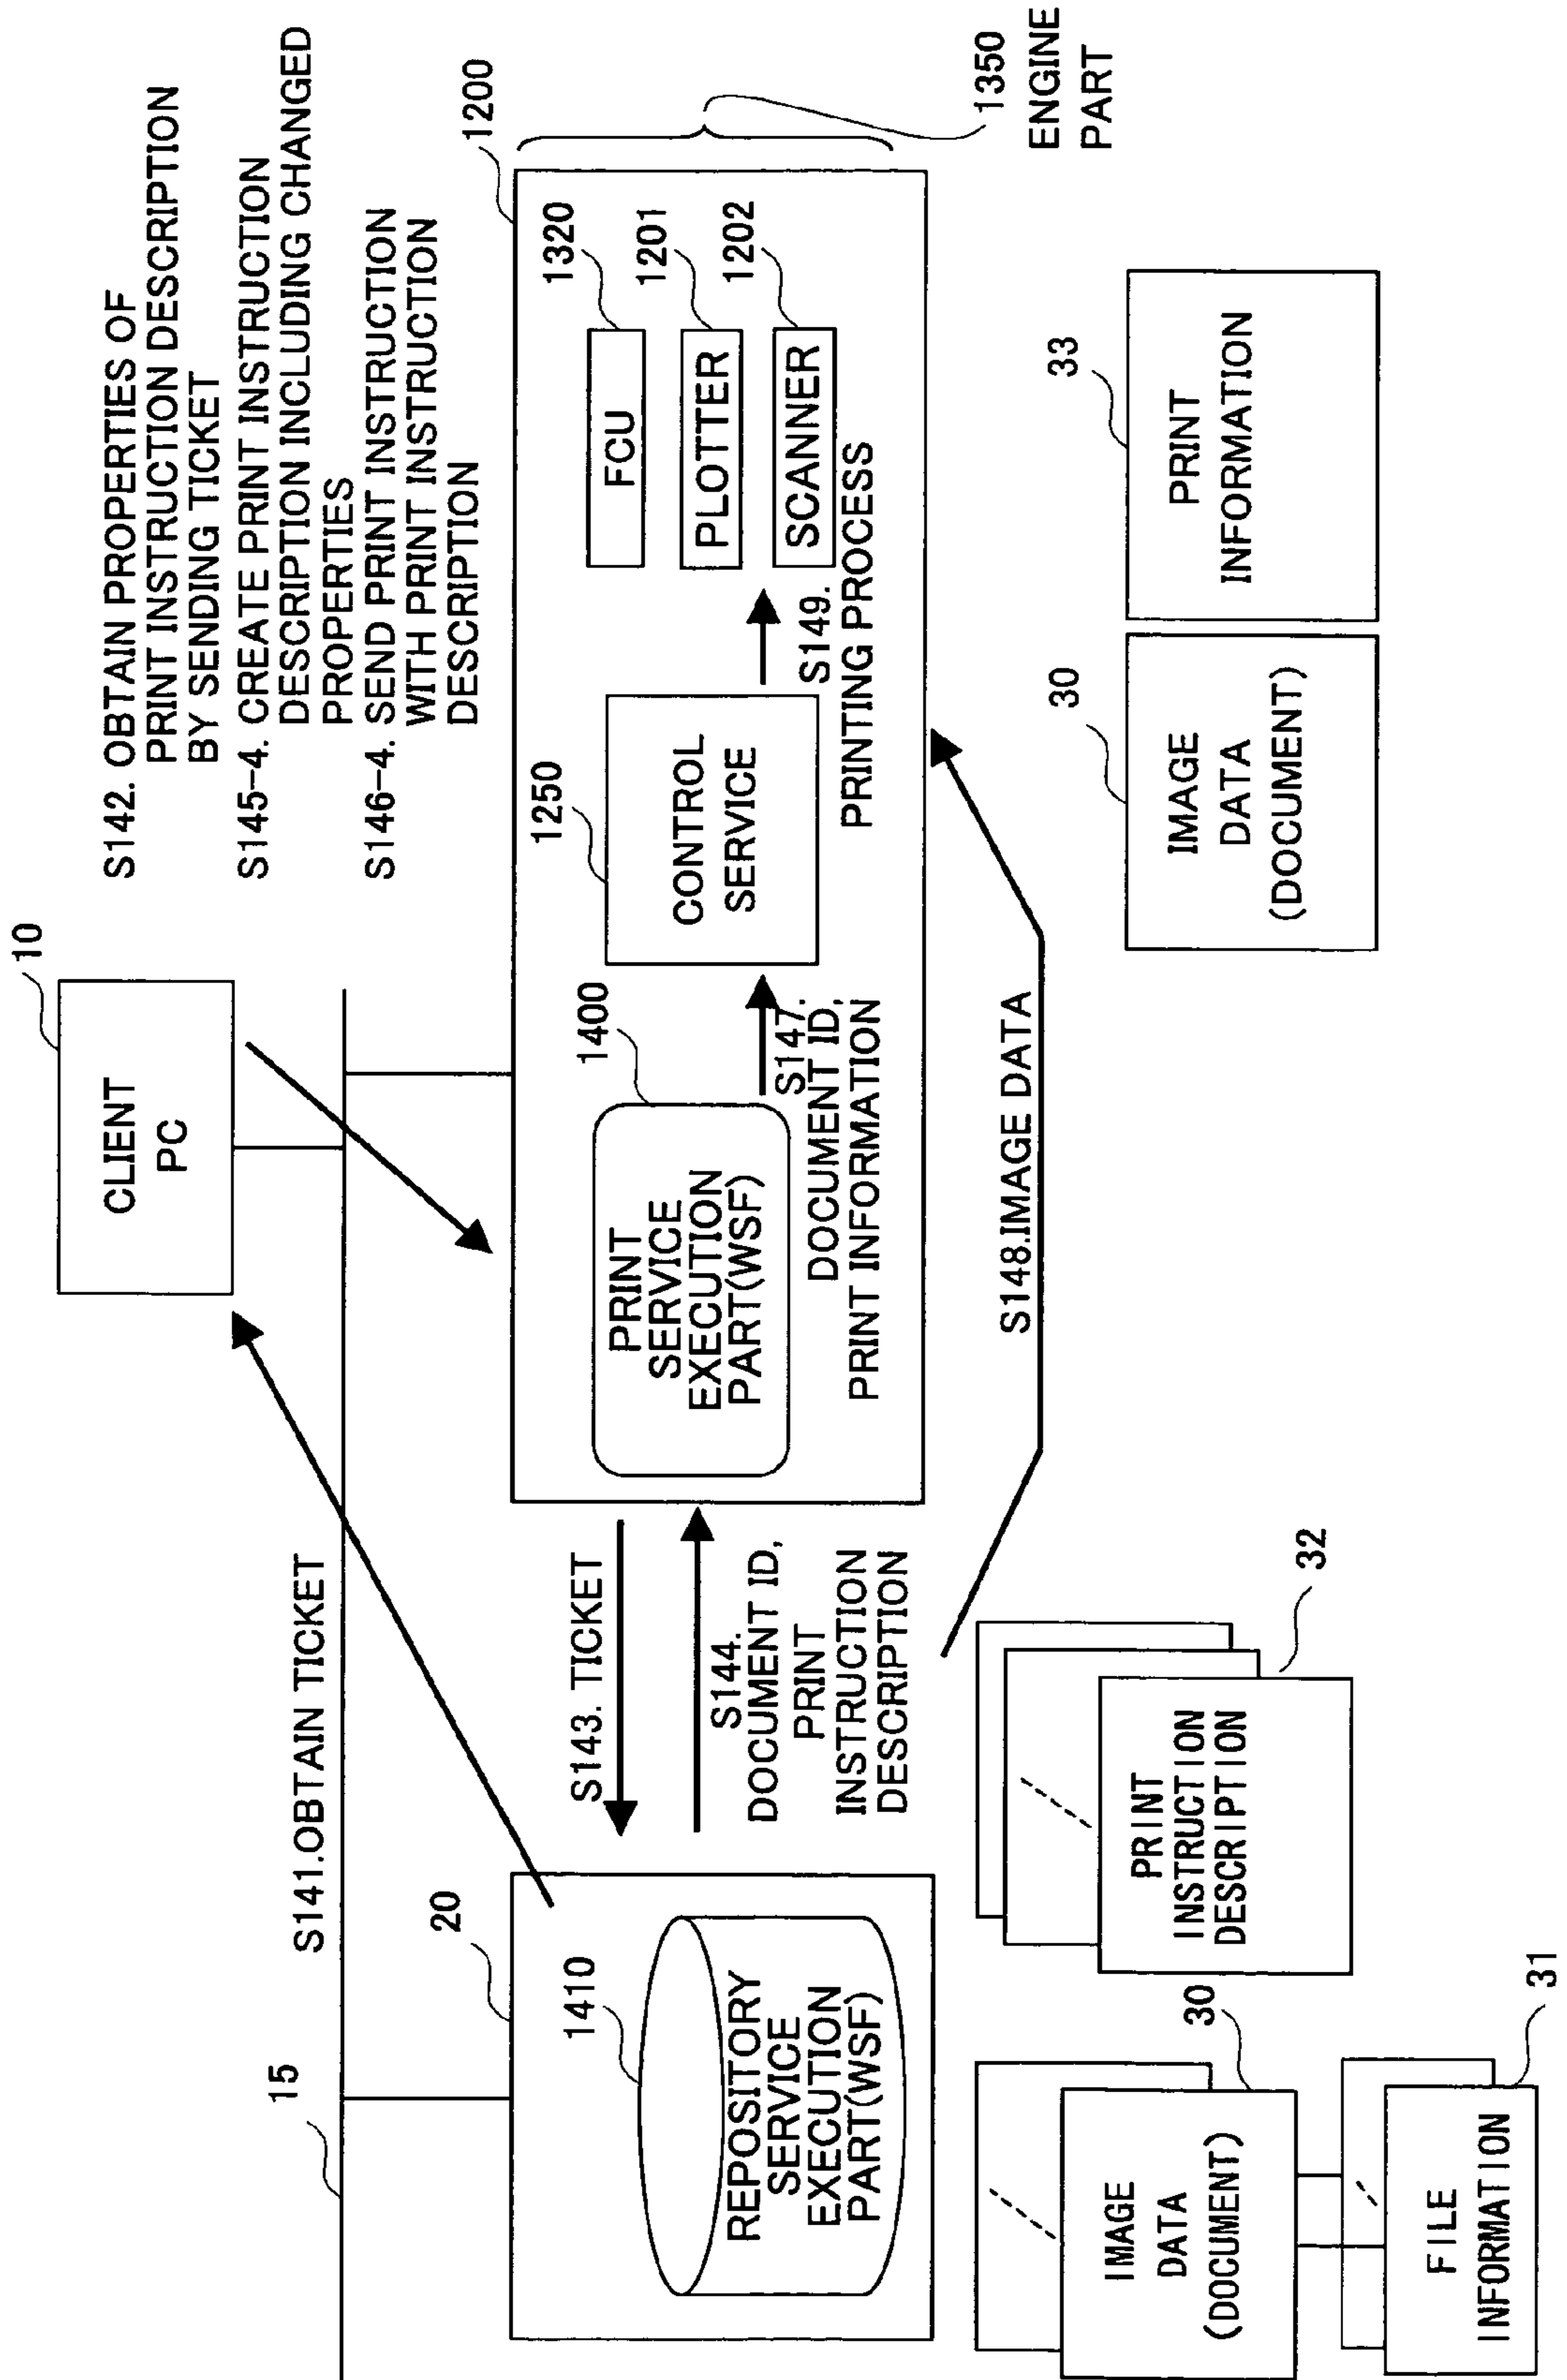 10
CLIENT
PC
S142. OBTAIN PROPERTIES OF
PRINT INSTRUCTION DESCRIPTION
BY SENDING TICKET
S145-4. CREATE PRINT INSTRUCTION
DESCRIPTION INCLUDING CHANGED
PROPERTIES
S146-4. SEND PRINT INSTRUCTION
WITH PRINT INSTRUCTION
DESCRIPTION
15
S141.OBTAIN TICKET
20
1410
REPOSITORY
SERVICE
EXECUTION
PART(WSF)
S143. TICKET
S144.
DOCUMENT ID,
PRINT
INSTRUCTION
DESCRIPTION
1200
1400
PRINT
SERVICE
EXECUTION
PART(WSF)
S147.
DOCUMENT ID,
PRINT INFORMATION
1250
CONTROL
SERVICE
S149.
PRINTING PROCESS
1320
FCU
1201
PLOTTER
1202
SCANNER
1350
ENGINE
PART
S148.IMAGE DATA
IMAGE
DATA
(DOCUMENT)
30
FILE
INFORMATION
31
PRINT
INSTRUCTION
DESCRIPTION
32
30
IMAGE
DATA
(DOCUMENT)
33
PRINT
INFORMATION